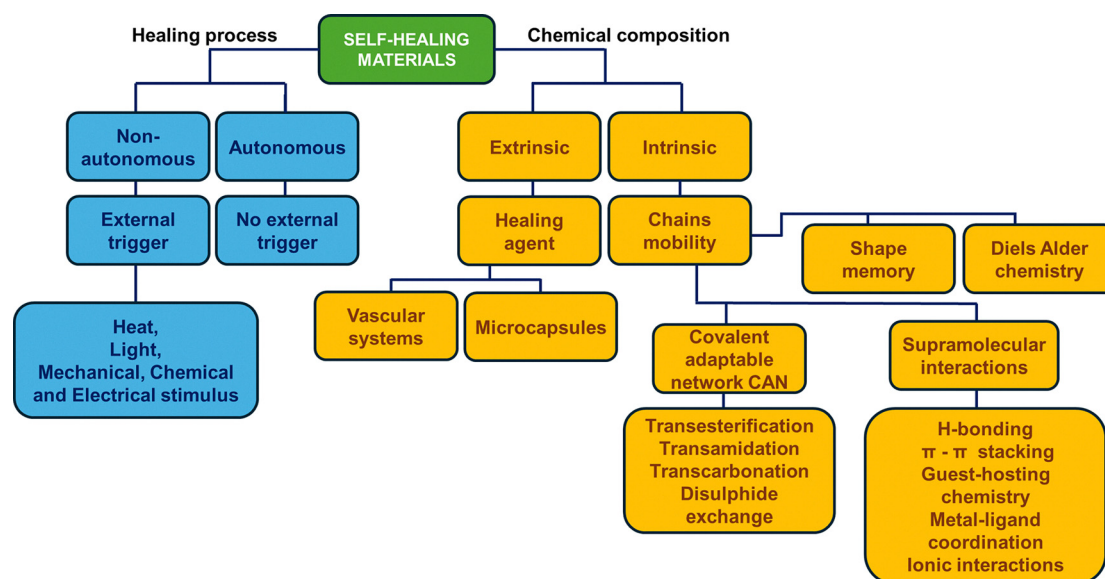 Healing process
SELF-HEALING
MATERIALS
Chemical composition
Non-
autonomous
Autonomous
Extrinsic
Intrinsic
External
trigger
No external
trigger
Healing
agent
Chains
mobility
Shape
memory
Diels Alder
chemistry
Heat,
Light,
Mechanical, Chemical
and Electrical stimulus
Vascular
systems
Microcapsules
Covalent
adaptable
network CAN
Supramolecular
interactions
Transesterification
Transamidation
Transcarbonation
Disulphide
exchange
H-bonding
π - π stacking
Guest-hosting
chemistry
Metal-ligand
coordination
Ionic interactions